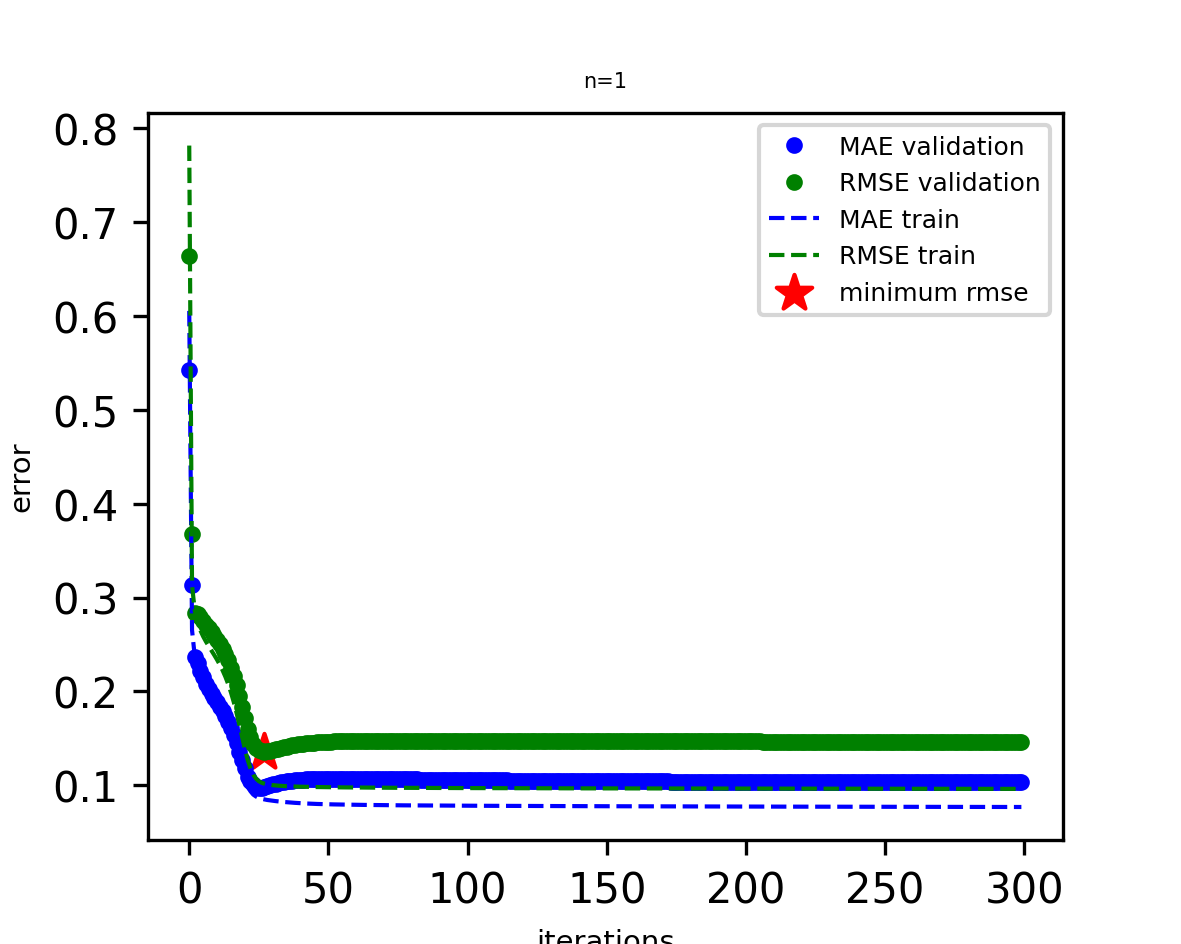 n=1
0.8
0.7
0.6
0.5
0.4
0.3
0.2
0.1
error
MAE validation
RMSE validation
MAE train
RMSE train
minimum rmse
0 50 100 150 200 250 300
iterations